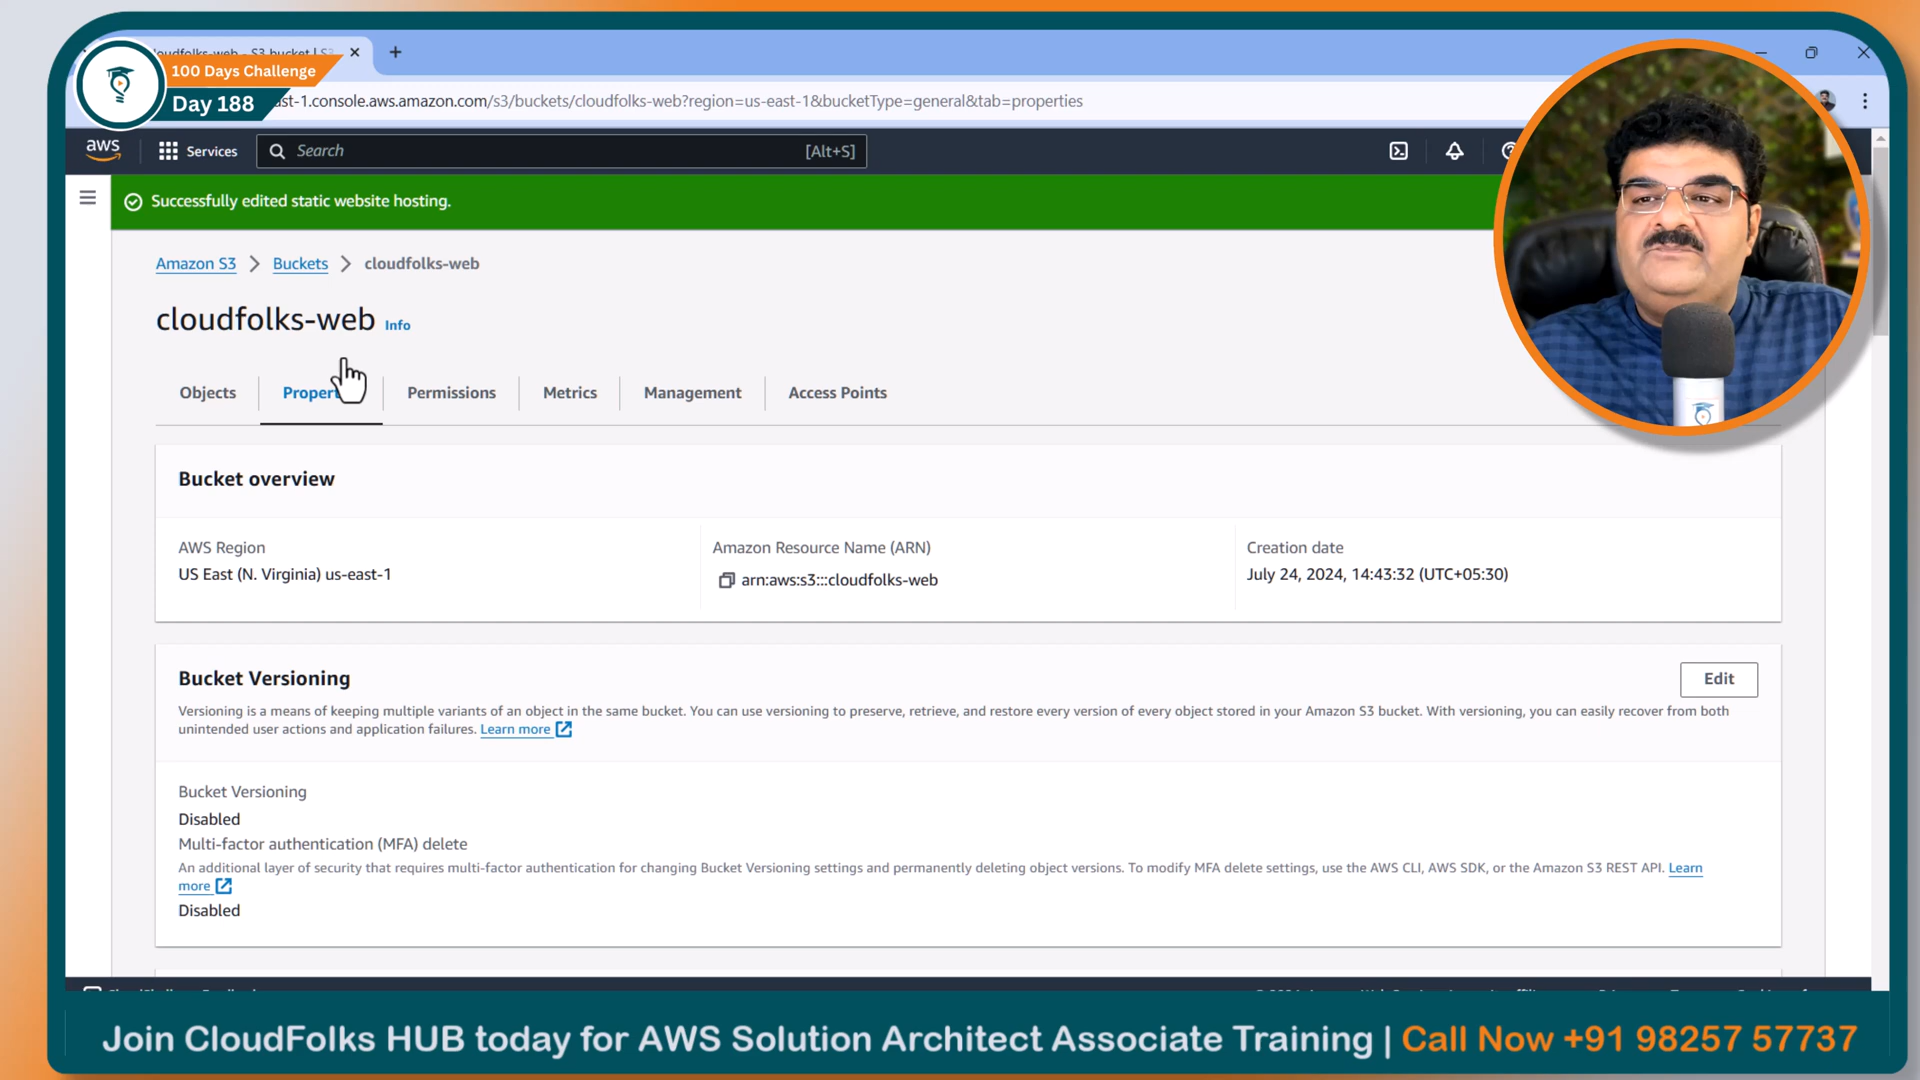 cloudfolks-web - S3 bucket | S3
100 Days Challenge
Day 188
st-1.console.aws.amazon.com/s3/buckets/cloudfolks-web?region=us-east-1&bucketType=general&tab=properties
aws
Services
Search
[Alt+S]
Successfully edited static website hosting.
Amazon S3 > Buckets > cloudfolks-web
cloudfolks-web Info
Objects
Proper
Permissions
Metrics
Management
Access Points
Bucket overview
AWS Region
US East (N. Virginia) us-east-1
Amazon Resource Name (ARN)
arn:aws:s3:::cloudfolks-web
Creation date
July 24, 2024, 14:43:32 (UTC+05:30)
Bucket Versioning
Edit
Versioning is a means of keeping multiple variants of an object in the same bucket. You can use versioning to preserve, retrieve, and restore every version of every object stored in your Amazon S3 bucket. With versioning, you can easily recover from both
unintended user actions and application failures. Learn more
Bucket Versioning
Disabled
Multi-factor authentication (MFA) delete
An additional layer of security that requires multi-factor authentication for changing Bucket Versioning settings and permanently deleting object versions. To modify MFA delete settings, use the AWS CLI, AWS SDK, or the Amazon S3 REST API. Learn
more
Disabled
Join CloudFolks HUB today for AWS Solution Architect Associate Training | Call Now +91 98257 57737